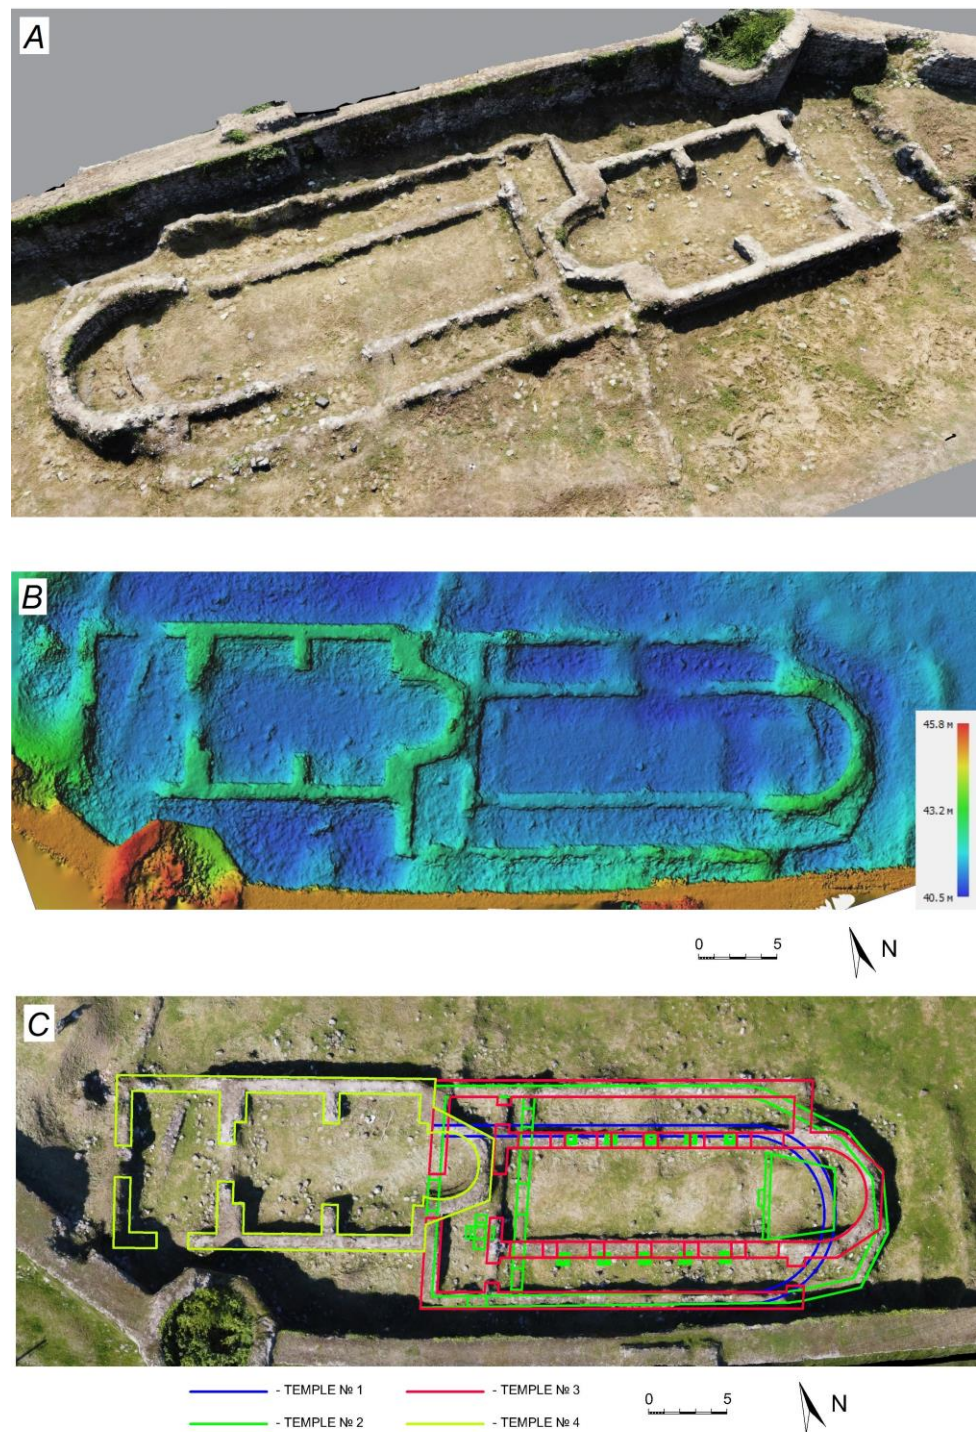 A
B
45.8 м
43.2 м
40.5 м
0 5
N
C
- TEMPLE № 1
- TEMPLE № 3
0 5
N
- TEMPLE № 2
- TEMPLE № 4